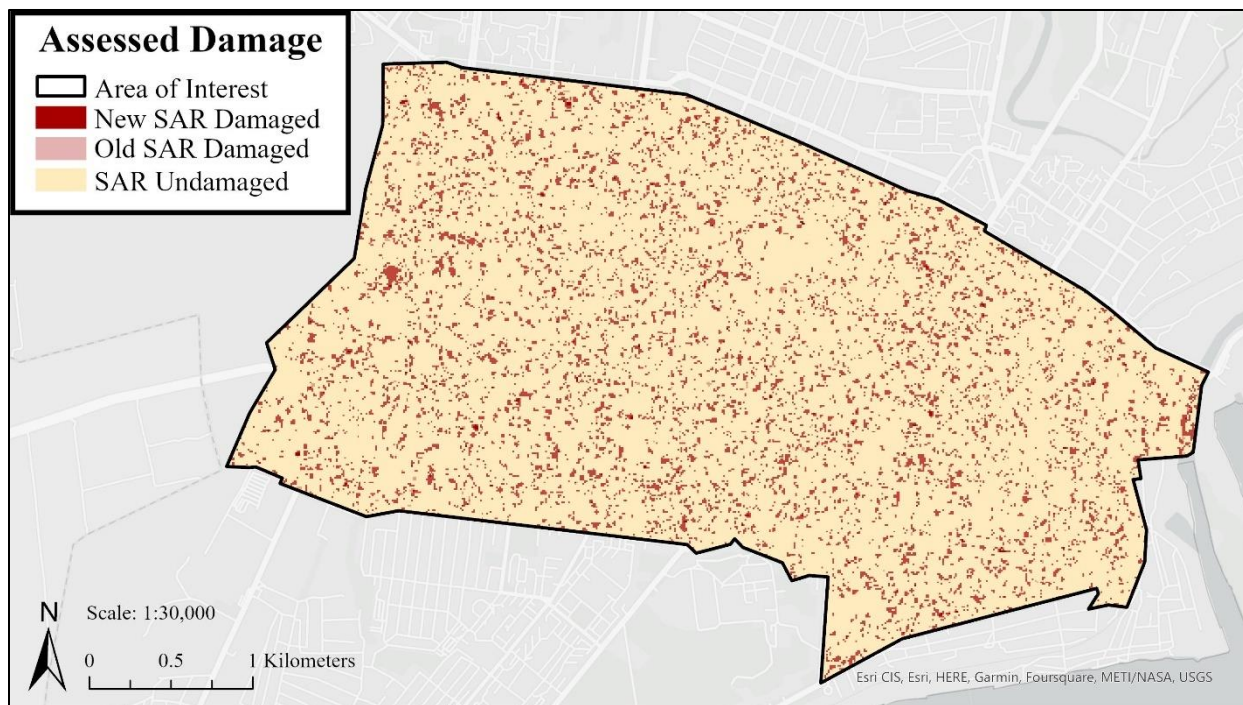 Assessed Damage
Area of Interest
New SAR Damaged
Old SAR Damaged
SAR Undamaged
N
Scale: 1:30,000
0 0.5 1 Kilometers
Esri CIS, Esri, HERE, Garmin, Foursquare, METI/NASA, USGS